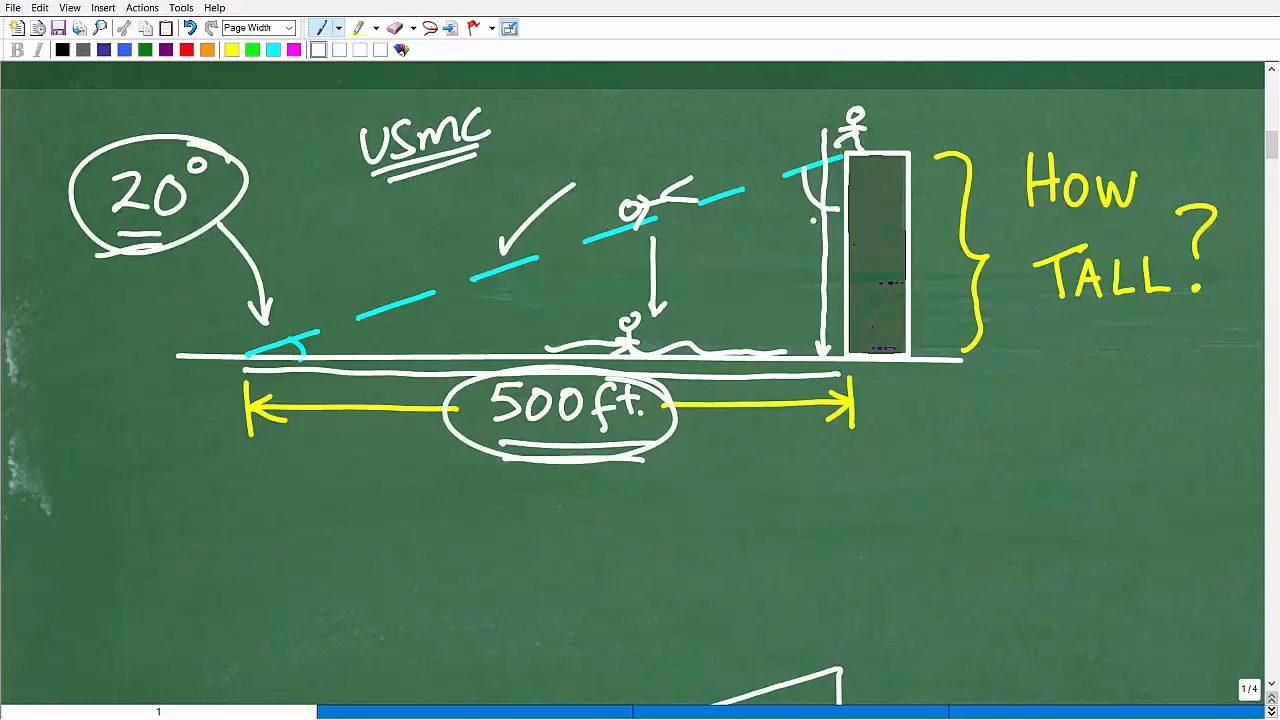 File Edit View Insert Actions Tools Help
Page Width
B I
USMC
20°
HOW
TALL?
500 ft.
1/4
1